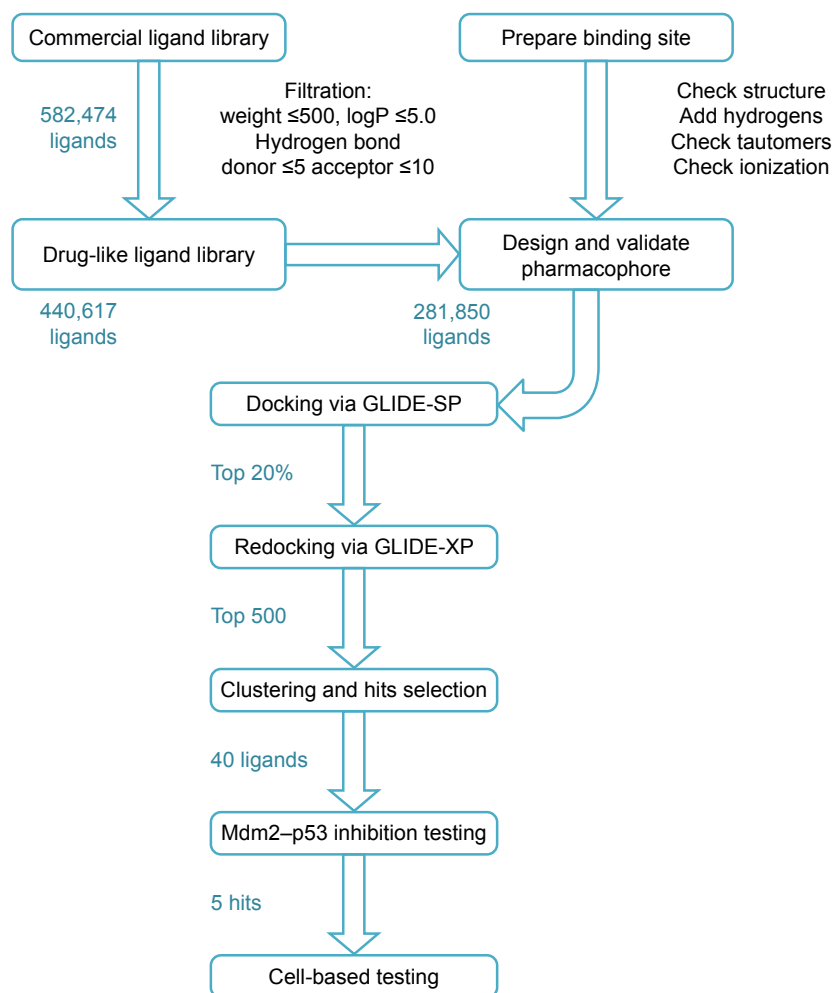 Commercial ligand library
Prepare binding site
582,474
ligands
Filtration:
weight ≤500, logP ≤5.0
Hydrogen bond
donor ≤5 acceptor ≤10
Check structure
Add hydrogens
Check tautomers
Check ionization
Drug-like ligand library
Design and validate
pharmacophore
440,617
ligands
281,850
ligands
Docking via GLIDE-SP
Top 20%
Redocking via GLIDE-XP
Top 500
Clustering and hits selection
40 ligands
Mdm2–p53 inhibition testing
5 hits
Cell-based testing